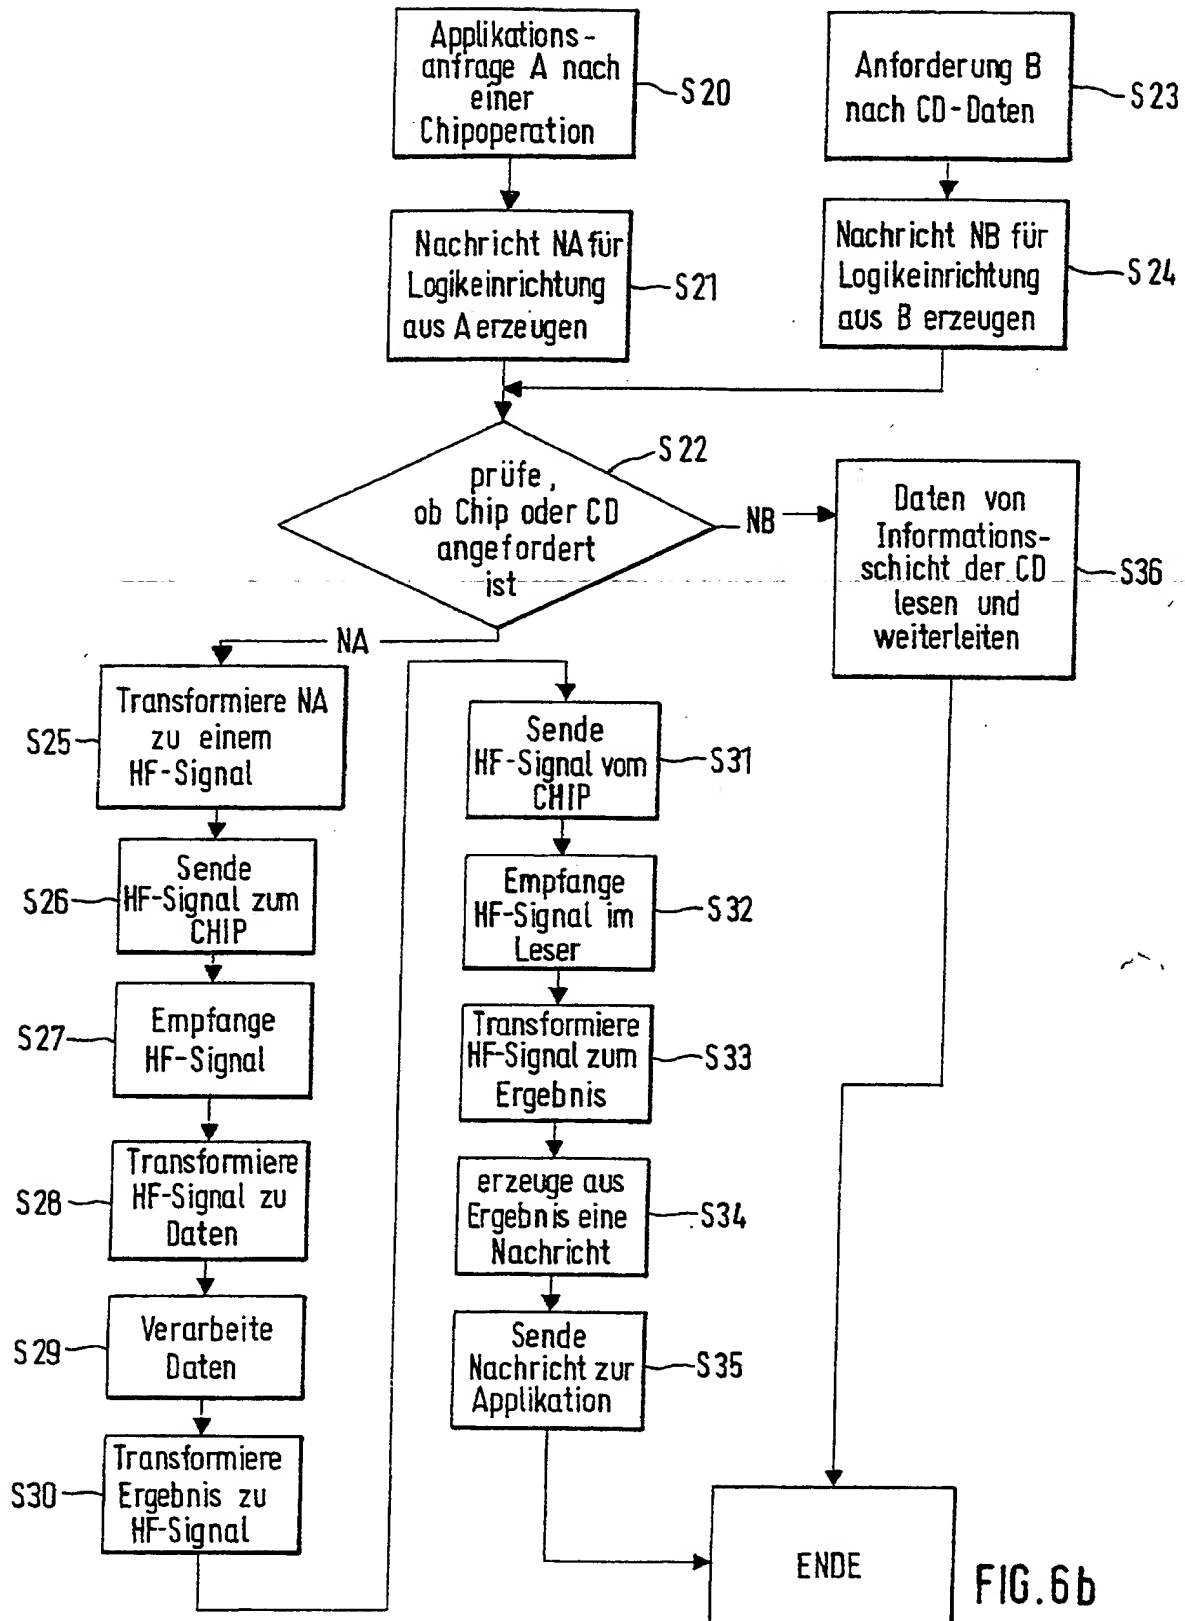 Applikations-
anfrage A nach
einer
Chipoperation
S20
Anforderung B
nach CD-Daten
S23
Nachricht NA für
Logikeinrichtung
aus A erzeugen
S21
Nachricht NB für
Logikeinrichtung
aus B erzeugen
S24
prüfe,
ob Chip oder CD
angefordert
ist
S22
NB
Daten von
Informations-
schicht der CD
lesen und
weiterleiten
S36
NA
Transformiere NA
zu einem
HF-Signal
S25
Sende
HF-Signal zum
CHIP
S26
Empfange
HF-Signal
S27
Transformiere
HF-Signal zu
Daten
S28
Verarbeite
Daten
S29
Transformiere
Ergebnis zu
HF-Signal
S30
Sende
HF-Signal vom
CHIP
S31
Empfange
HF-Signal im
Leser
S32
Transformiere
HF-Signal zum
Ergebnis
S33
erzeuge aus
Ergebnis eine
Nachricht
S34
Sende
Nachricht zur
Applikation
S35
ENDE
FIG.6b